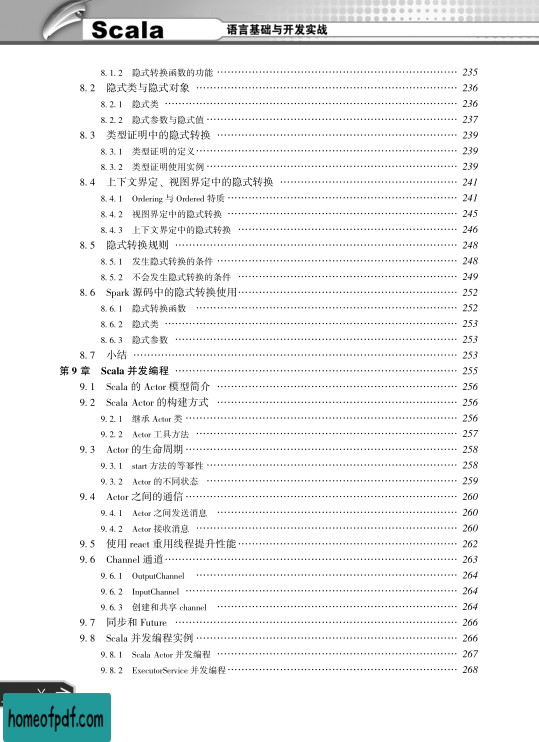 Scala 语言基础与开发实战
8.1.2 隐式转换函数的功能 …… 235
8.2 隐式类与隐式对象 …… 236
8.2.1 隐式类 …… 236
8.2.2 隐式参数与隐式值 …… 237
8.3 类型证明中的隐式转换 …… 239
8.3.1 类型证明的定义 …… 239
8.3.2 类型证明使用实例 …… 239
8.4 上下文界定、视图界定中的隐式转换 …… 241
8.4.1 Ordering 与 Ordered 特质 …… 241
8.4.2 视图界定中的隐式转换 …… 245
8.4.3 上下文界定中的隐式转换 …… 246
8.5 隐式转换规则 …… 248
8.5.1 发生隐式转换的条件 …… 248
8.5.2 不会发生隐式转换的条件 …… 249
8.6 Spark 源码中的隐式转换使用 …… 252
8.6.1 隐式转换函数 …… 252
8.6.2 隐式类 …… 253
8.6.3 隐式参数 …… 253
8.7 小结 …… 253
第 9 章 Scala 并发编程 …… 255
9.1 Scala 的 Actor 模型简介 …… 256
9.2 Scala Actor 的构建方式 …… 256
9.2.1 继承 Actor 类 …… 256
9.2.2 Actor 工具方法 …… 257
9.3 Actor 的生命周期 …… 258
9.3.1 start 方法的等幂性 …… 258
9.3.2 Actor 的不同状态 …… 259
9.4 Actor 之间的通信 …… 260
9.4.1 Actor 之间发送消息 …… 260
9.4.2 Actor 接收消息 …… 260
9.5 使用 react 重用线程提升性能 …… 262
9.6 Channel 通道 …… 263
9.6.1 OutputChannel …… 264
9.6.2 InputChannel …… 264
9.6.3 创建和共享 channel …… 264
9.7 同步和 Future …… 266
9.8 Scala 并发编程实例 …… 266
9.8.1 Scala Actor 并发编程 …… 267
9.8.2 ExecutorService 并发编程 …… 268
homeofpdf.com